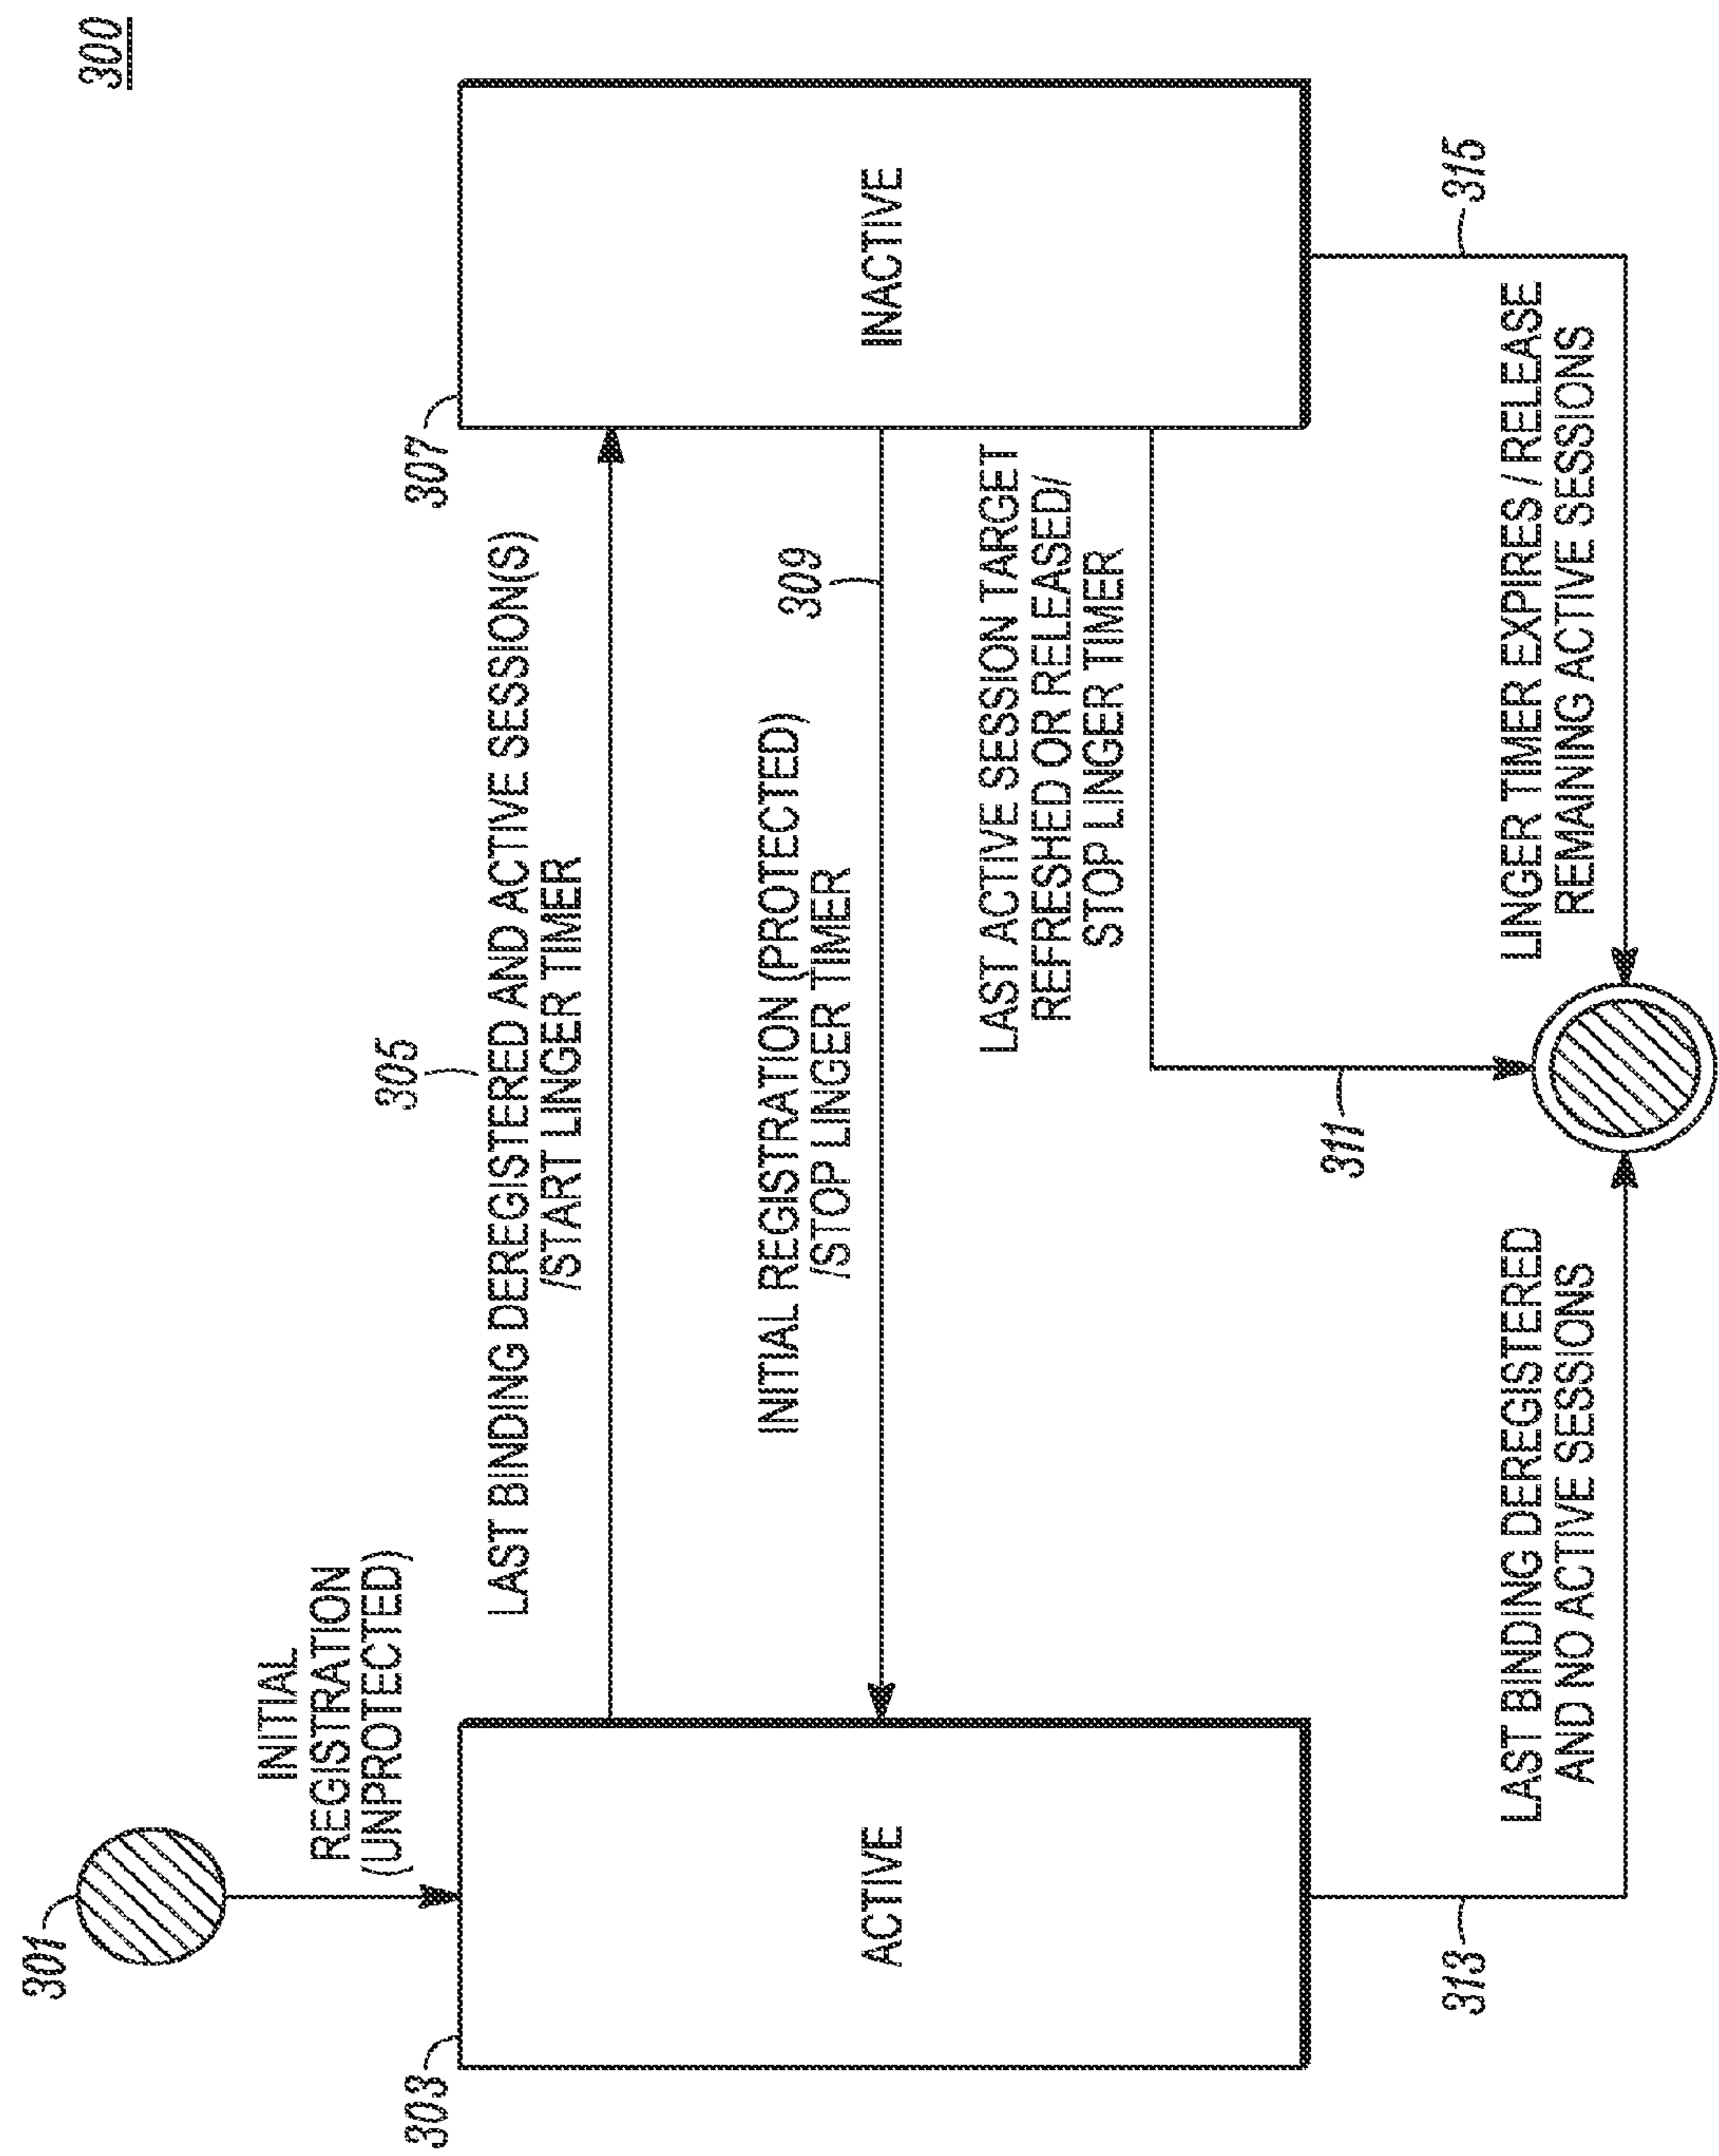 300
301
INITIAL
REGISTRATION
(UNPROTECTED)
303
ACTIVE
305
LAST BINDING DEREGISTERED AND ACTIVE SESSION(S)
/START LINGER TIMER
307
INACTIVE
INITIAL REGISTRATION (PROTECTED)
/STOP LINGER TIMER
309
LAST ACTIVE SESSION TARGET
REFRESHED OR RELEASED/
STOP LINGER TIMER
311
313
LAST BINDING DEREGISTERED
AND NO ACTIVE SESSIONS
LINGER TIMER EXPIRES / RELEASE
REMAINING ACTIVE SESSIONS
315